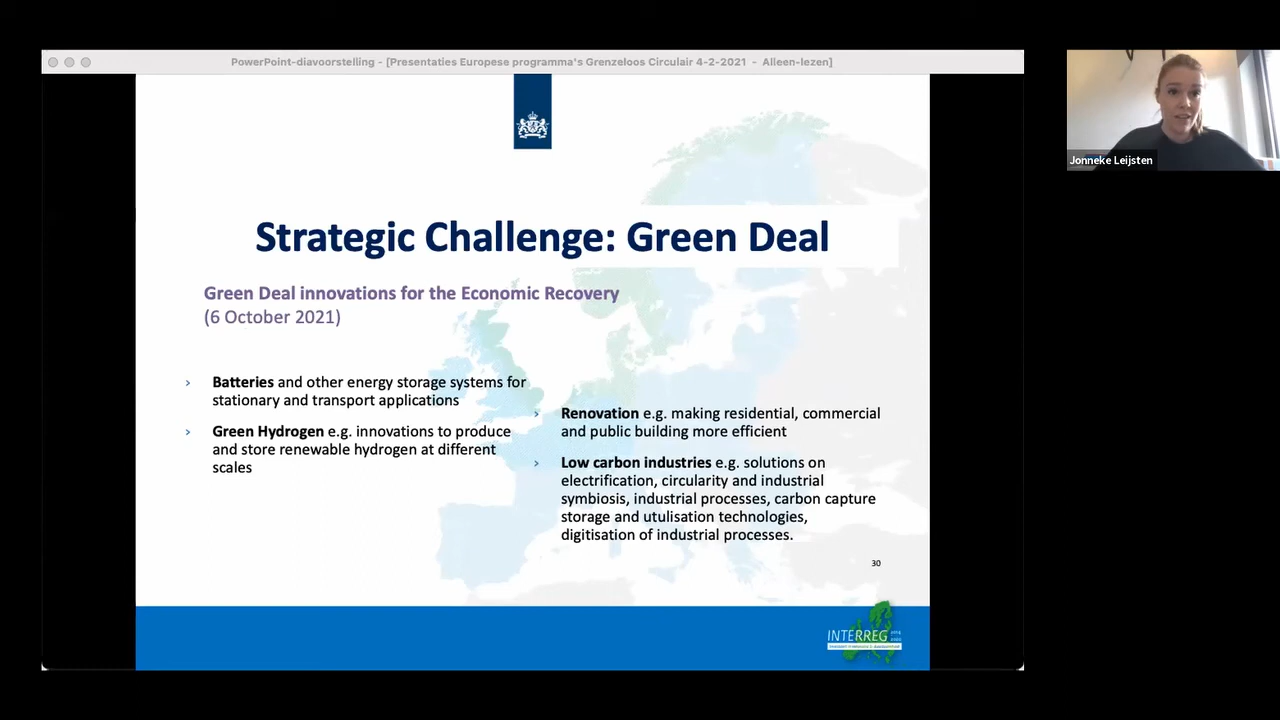 PowerPoint-diavoorstelling - [Presentaties Europese programma's Grenzeloos Circulair 4-2-2021 - Alleen-lezen]
Jonneke Leijsten
Strategic Challenge: Green Deal
Green Deal innovations for the Economic Recovery
(6 October 2021)
› Batteries and other energy storage systems for
stationary and transport applications
› Green Hydrogen e.g. innovations to produce
and store renewable hydrogen at different
scales
› Renovation e.g. making residential, commercial
and public building more efficient
› Low carbon industries e.g. solutions on
electrification, circularity and industrial
symbiosis, industrial processes, carbon capture
storage and utulisation technologies,
digitisation of industrial processes.
30
INTERREG